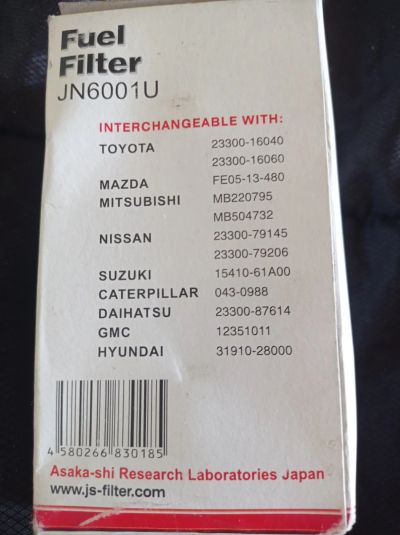 Fuel
Filter
JN6001U
INTERCHANGEABLE WITH:
TOYOTA 23300-16040
23300-16060
MAZDA FE05-13-480
MITSUBISHI MB220795
MB504732
NISSAN 23300-79145
23300-79206
SUZUKI 15410-61A00
CATERPILLAR 043-0988
DAIHATSU 23300-87614
GMC 12351011
HYUNDAI 31910-28000
4 580266 830185
Asaka-shi Research Laboratories Japan
www.js-filter.com